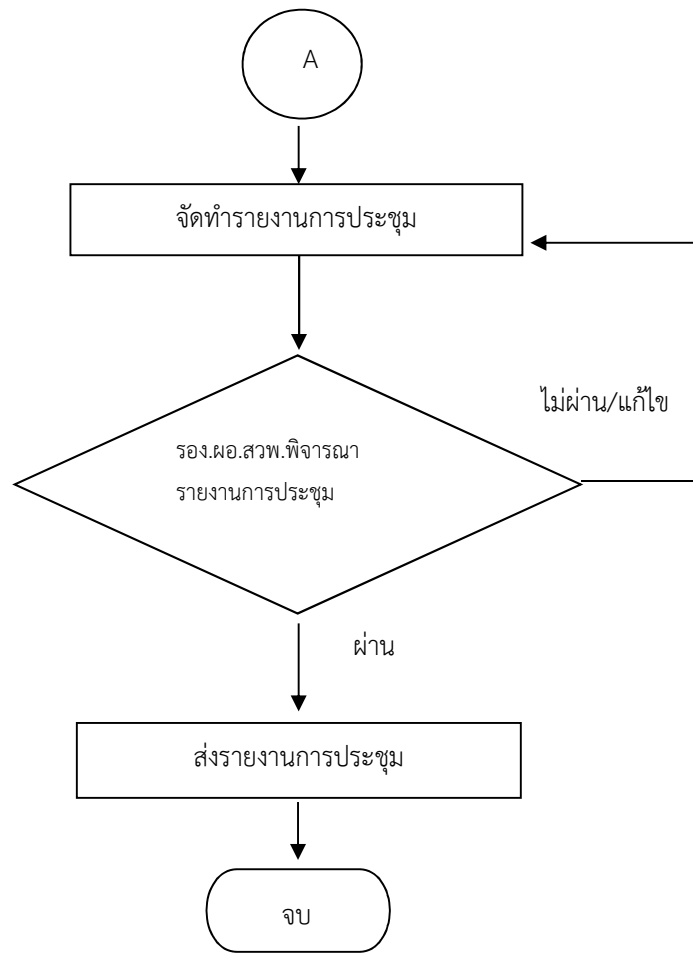 A
จัดทำรายงานการประชุม
ไม่ผ่าน/แก้ไข
รอง.ผอ.สวพ.พิจารณา
รายงานการประชุม
ผ่าน
ส่งรายงานการประชุม
จบ